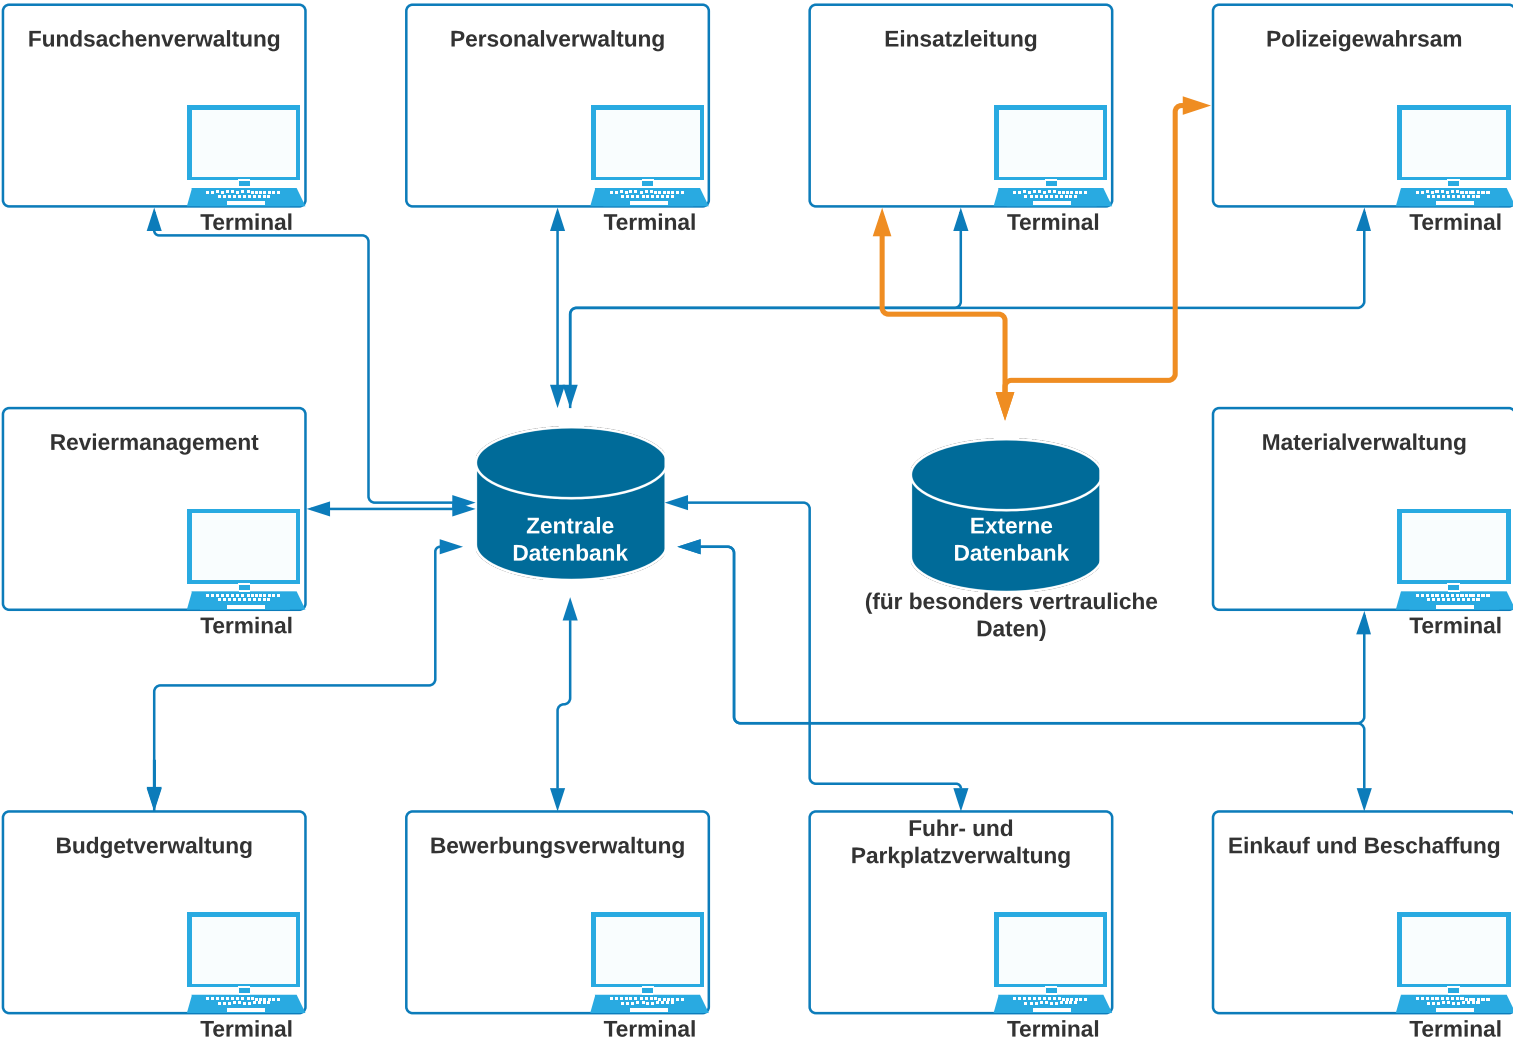 Fundsachenverwaltung
Terminal
Personalverwaltung
Terminal
Einsatzleitung
Terminal
Polizeigewahrsam
Terminal
Reviermanagement
Terminal
Zentrale
Datenbank
Externe
Datenbank
(für besonders vertrauliche
Daten)
Materialverwaltung
Terminal
Budgetverwaltung
Terminal
Bewerbungsverwaltung
Terminal
Fuhr- und
Parkplatzverwaltung
Terminal
Einkauf und Beschaffung
Terminal